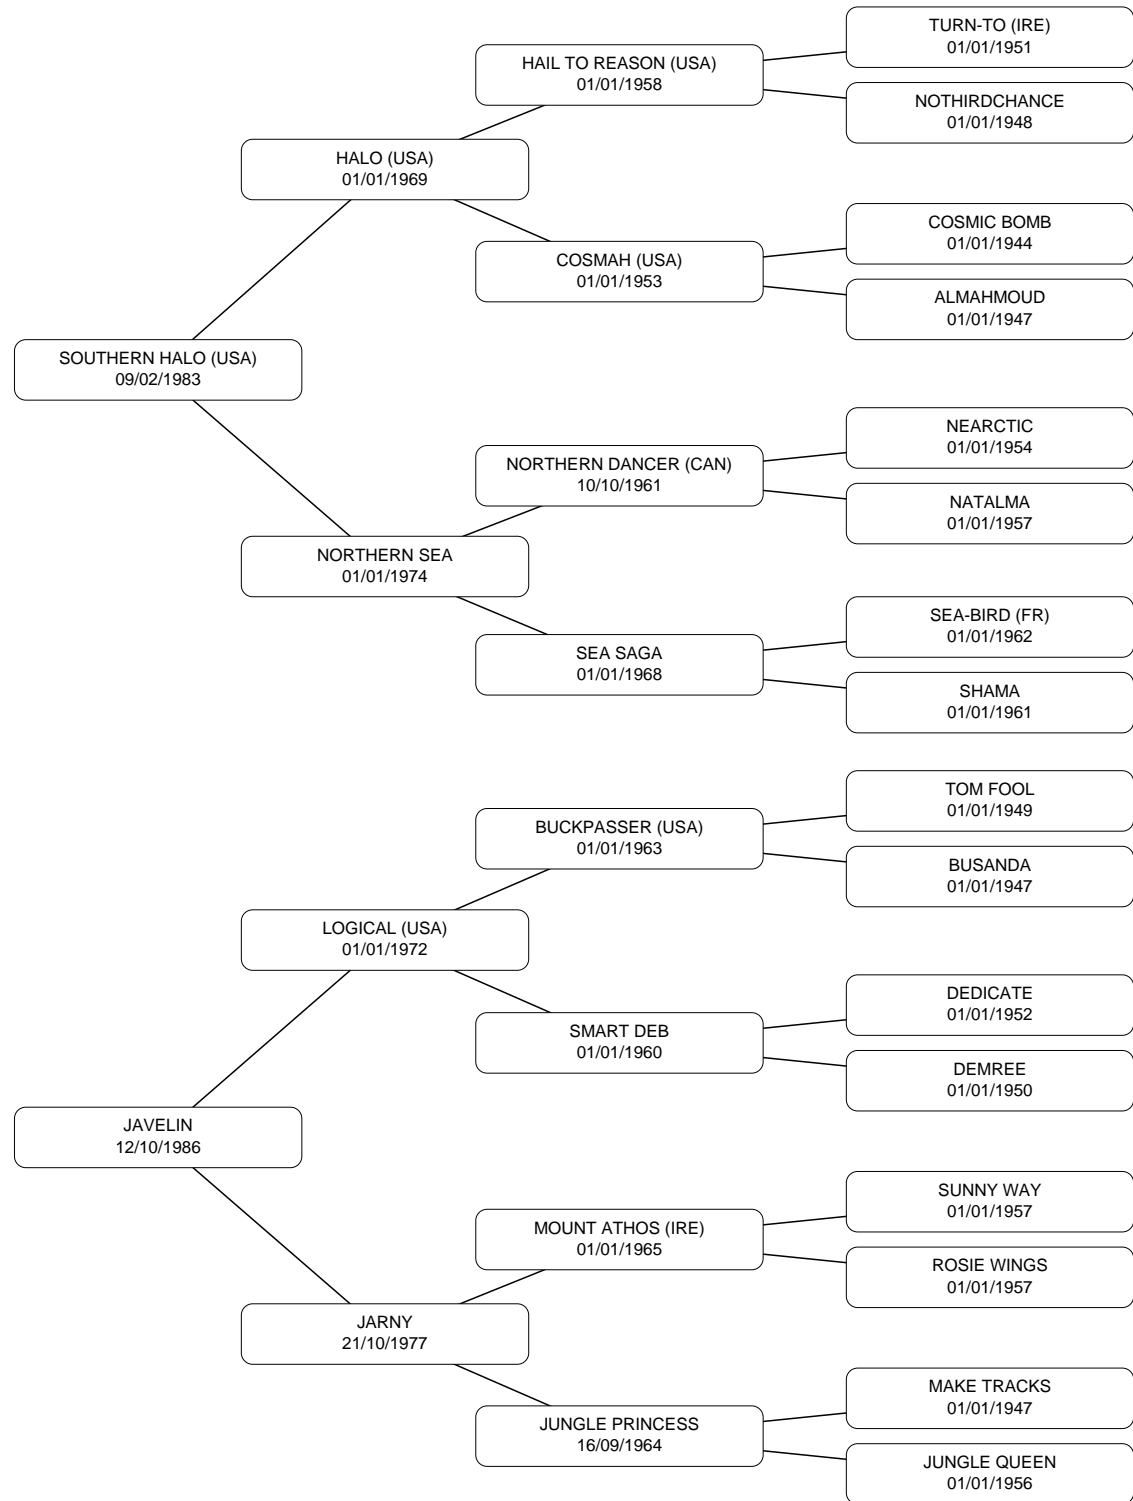 TURN-TO (IRE)
01/01/1951
HAIL TO REASON (USA)
01/01/1958
NOTHIRDCHANCE
01/01/1948
HALO (USA)
01/01/1969
COSMIC BOMB
01/01/1944
COSMAH (USA)
01/01/1953
ALMAHMOUD
01/01/1947
SOUTHERN HALO (USA)
09/02/1983
NEARCTIC
01/01/1954
NORTHERN DANCER (CAN)
10/10/1961
NATALMA
01/01/1957
NORTHERN SEA
01/01/1974
SEA-BIRD (FR)
01/01/1962
SEA SAGA
01/01/1968
SHAMA
01/01/1961
TOM FOOL
01/01/1949
BUCKPASSER (USA)
01/01/1963
BUSANDA
01/01/1947
LOGICAL (USA)
01/01/1972
DEDICATE
01/01/1952
SMART DEB
01/01/1960
DEMREE
01/01/1950
JAVELIN
12/10/1986
SUNNY WAY
01/01/1957
MOUNT ATHOS (IRE)
01/01/1965
ROSIE WINGS
01/01/1957
JARNY
21/10/1977
MAKE TRACKS
01/01/1947
JUNGLE PRINCESS
16/09/1964
JUNGLE QUEEN
01/01/1956